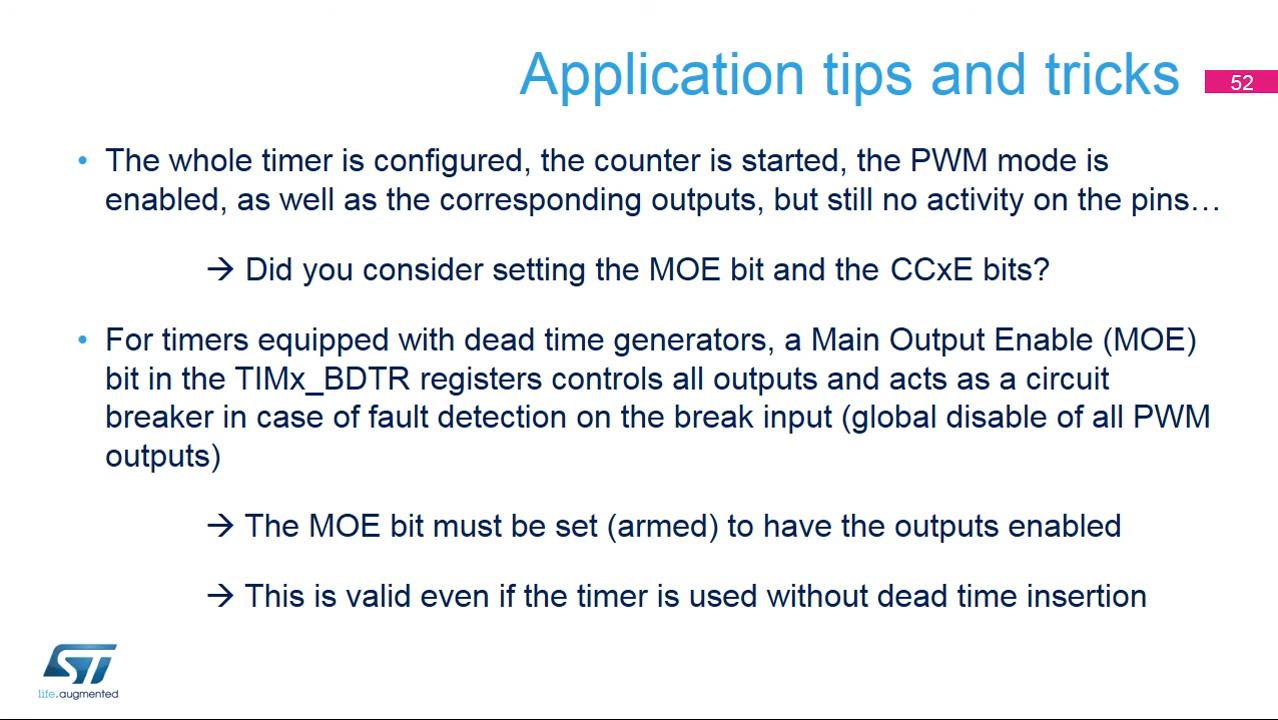 Application tips and tricks
52
• The whole timer is configured, the counter is started, the PWM mode is
enabled, as well as the corresponding outputs, but still no activity on the pins…
→ Did you consider setting the MOE bit and the CCxE bits?
• For timers equipped with dead time generators, a Main Output Enable (MOE)
bit in the TIMx_BDTR registers controls all outputs and acts as a circuit
breaker in case of fault detection on the break input (global disable of all PWM
outputs)
→ The MOE bit must be set (armed) to have the outputs enabled
→ This is valid even if the timer is used without dead time insertion
ST
life.augmented